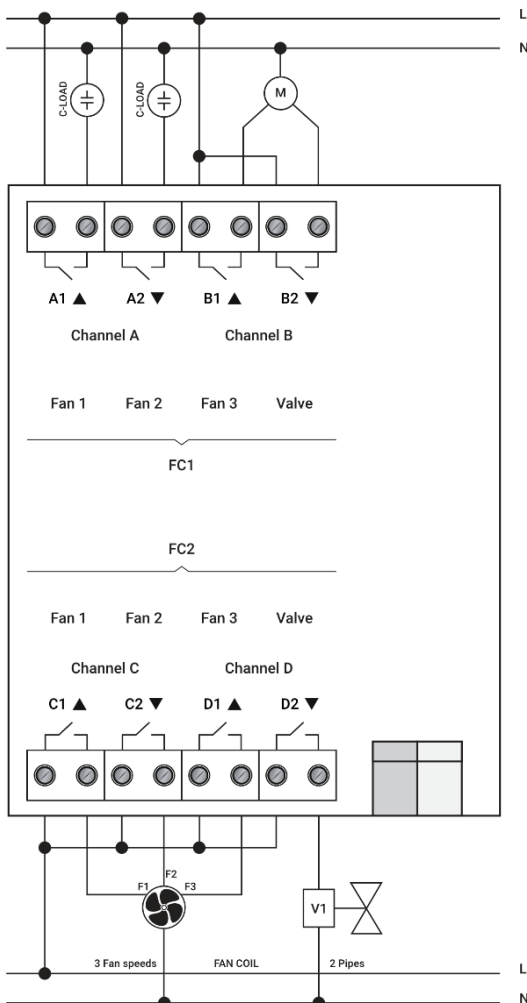 L
N
C-LOAD C-LOAD M
A1 ▲ A2 ▼ B1 ▲ B2 ▼
Channel A Channel B
Fan 1 Fan 2 Fan 3 Valve
FC1
FC2
Fan 1 Fan 2 Fan 3 Valve
Channel C Channel D
C1 ▲ C2 ▼ D1 ▲ D2 ▼
F2
F1 F3
V1
3 Fan speeds FAN COIL 2 Pipes
L
N